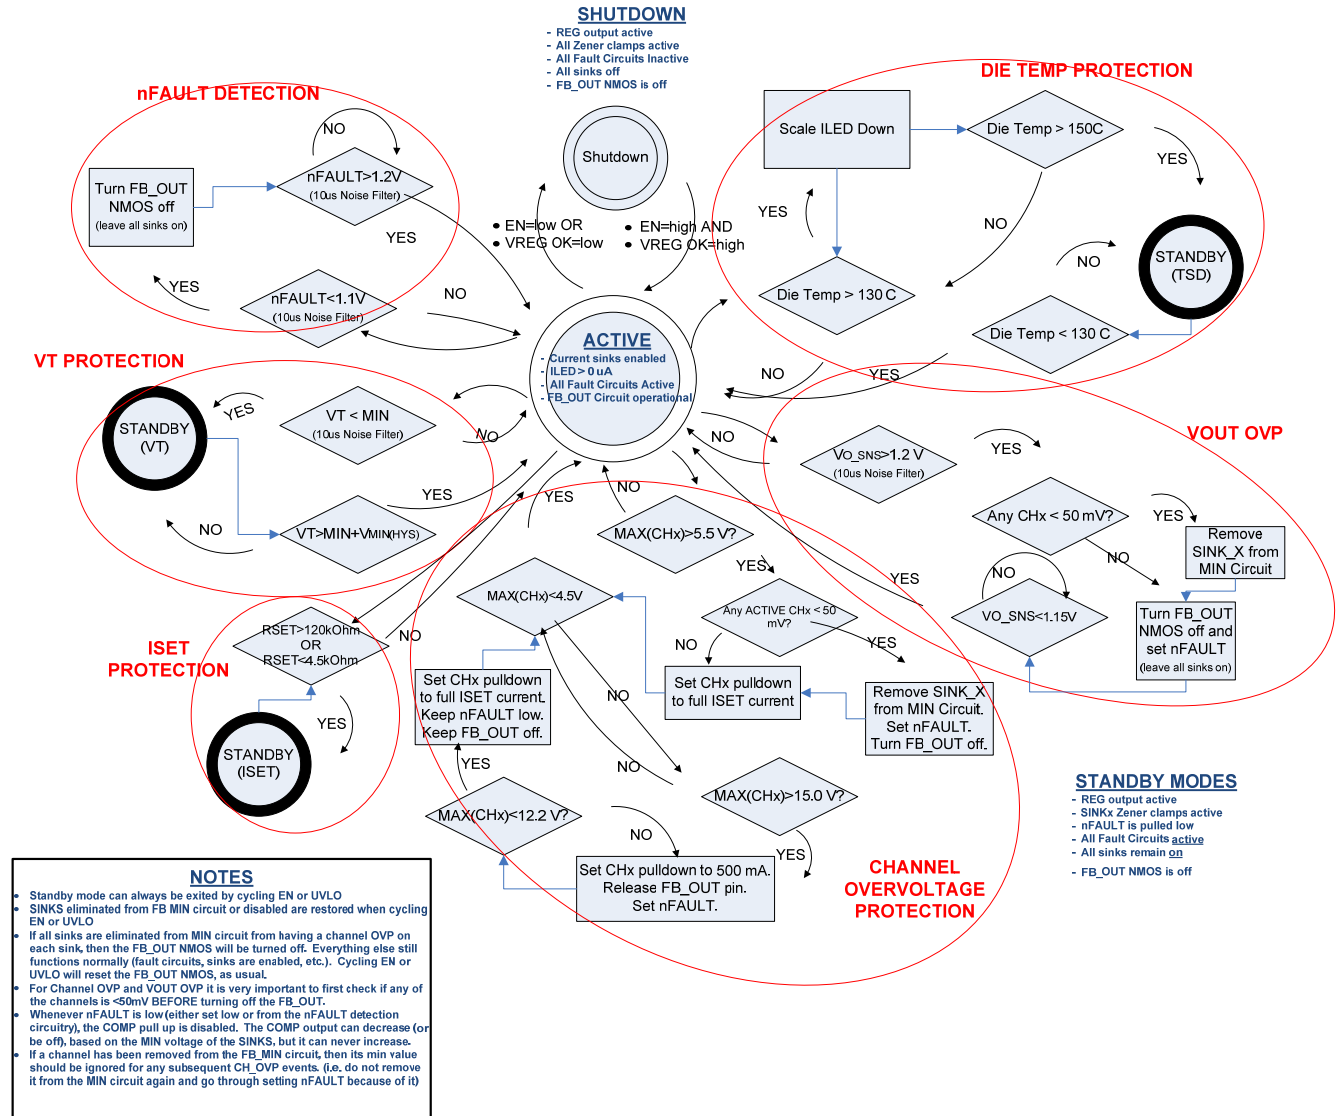 SHUTDOWN
- REG output active
- All Zener clamps active
- All Fault Circuits Inactive
- All sinks off
- FB_OUT NMOS is off
nFAULT DETECTION
NO
nFAULT>1.2V
(10us Noise Filter)
Turn FB_OUT
NMOS off
(leave all sinks on)
YES
YES
nFAULT<1.1V
(10us Noise Filter)
NO
Shutdown
• EN=low OR
• VREG OK=low
• EN=high AND
• VREG OK=high
DIE TEMP PROTECTION
Scale ILED Down
Die Temp > 150C
YES
YES
NO
STANDBY
(TSD)
NO
Die Temp > 130 C
Die Temp < 130 C
NO
YES
ACTIVE
- Current sinks enabled
- ILED > 0 uA
- All Fault Circuits Active
- FB_OUT Circuit operational
VT PROTECTION
STANDBY
(VT)
YES
VT < MIN
(10us Noise Filter)
NO
YES
NO
VT>MIN+VMIN(HYS)
VOUT OVP
VO_SNS>1.2 V
(10us Noise Filter)
NO
YES
Any CHx < 50 mV?
YES
NO
Remove
SINK_X from
MIN Circuit
NO
VO_SNS<1.15V
YES
Turn FB_OUT
NMOS off and
set nFAULT
(leave all sinks on)
ISET
PROTECTION
RSET>120kOhm
OR
RSET<4.5kOhm
NO
YES
STANDBY
(ISET)
YES
NO
MAX(CHx)>5.5 V?
YES
MAX(CHx)<4.5V
Any ACTIVE CHx < 50
mV?
NO
YES
Set CHx pulldown
to full ISET current.
Keep nFAULT low.
Keep FB_OUT off.
Set CHx pulldown
to full ISET current
Remove SINK_X
from MIN Circuit.
Set nFAULT.
Turn FB_OUT off.
NO
NO
YES
MAX(CHx)<12.2 V?
NO
MAX(CHx)>15.0 V?
YES
Set CHx pulldown to 500 mA.
Release FB_OUT pin.
Set nFAULT.
CHANNEL
OVERVOLTAGE
PROTECTION
STANDBY MODES
- REG output active
- SINKx Zener clamps active
- nFAULT is pulled low
- All Fault Circuits active
- All sinks remain on
- FB_OUT NMOS is off
NOTES
• Standby mode can always be exited by cycling EN or UVLO
• SINKS eliminated from FB MIN circuit or disabled are restored when cycling
EN or UVLO
• If all sinks are eliminated from MIN circuit from having a channel OVP on
each sink, then the FB_OUT NMOS will be turned off. Everything else still
functions normally (fault circuits, sinks are enabled, etc.). Cycling EN or
UVLO will reset the FB_OUT NMOS, as usual.
• For Channel OVP and VOUT OVP it is very important to first check if any of
the channels is <50mV BEFORE turning off the FB_OUT.
• Whenever nFAULT is low (either set low or from the nFAULT detection
circuitry), the COMP pull up is disabled. The COMP output can decrease (or
be off), based on the MIN voltage of the SINKS, but it can never increase.
• If a channel has been removed from the FB_MIN circuit, then its min value
should be ignored for any subsequent CH_OVP events. (i.e. do not remove
it from the MIN circuit again and go through setting nFAULT because of it)